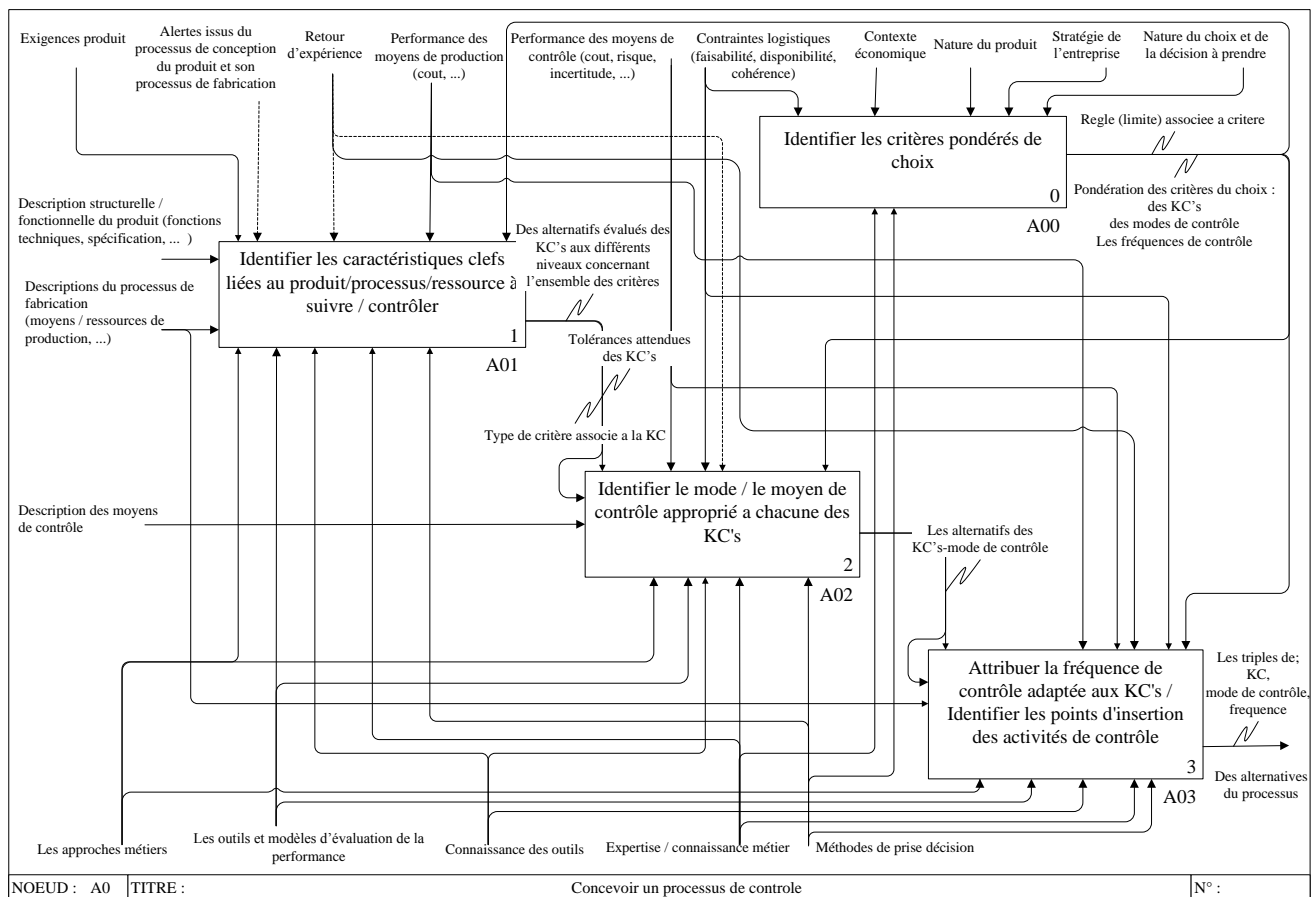 Exigences produit
Alertes issus du
processus de conception
du produit et son
processus de fabrication
Retour
d'expérience
Performance des
moyens de production
(cout, ...)
Performance des moyens de
contrôle (cout, risque,
incertitude, ...)
Contraintes logistiques
(faisabilité, disponibilité,
cohérence)
Contexte
économique
Nature du produit
Stratégie de
l'entreprise
Nature du choix et de
la décision à prendre
Identifier les critères pondérés de
choix
0
A00
Regle (limite) associee a critere
Pondération des critères du choix :
des KC's
des modes de contrôle
Les fréquences de contrôle
Description structurelle /
fonctionnelle du produit (fonctions
techniques, spécification, ... )
Descriptions du processus de
fabrication
(moyens / ressources de
production, ...)
Identifier les caractéristiques clefs
liées au produit/processus/ressource à
suivre / contrôler
1
A01
Des alternatifs évalués des
KC's aux différents
niveaux concernant
l'ensemble des critères
Tolérances attendues
des KC's
Type de critère associe a la KC
Description des moyens
de contrôle
Identifier le mode / le moyen de
contrôle approprié a chacune des
KC's
2
A02
Les alternatifs des
KC's-mode de contrôle
Attribuer la fréquence de
contrôle adaptée aux KC's /
Identifier les points d'insertion
des activités de contrôle
3
A03
Les triples de;
KC,
mode de contrôle,
frequence
Des alternatives
du processus
Les approches métiers
Les outils et modèles d'évaluation de la
performance
Connaissance des outils
Expertise / connaissance métier
Méthodes de prise décision
NOEUD : A0
TITRE :
Concevoir un processus de controle
N° :